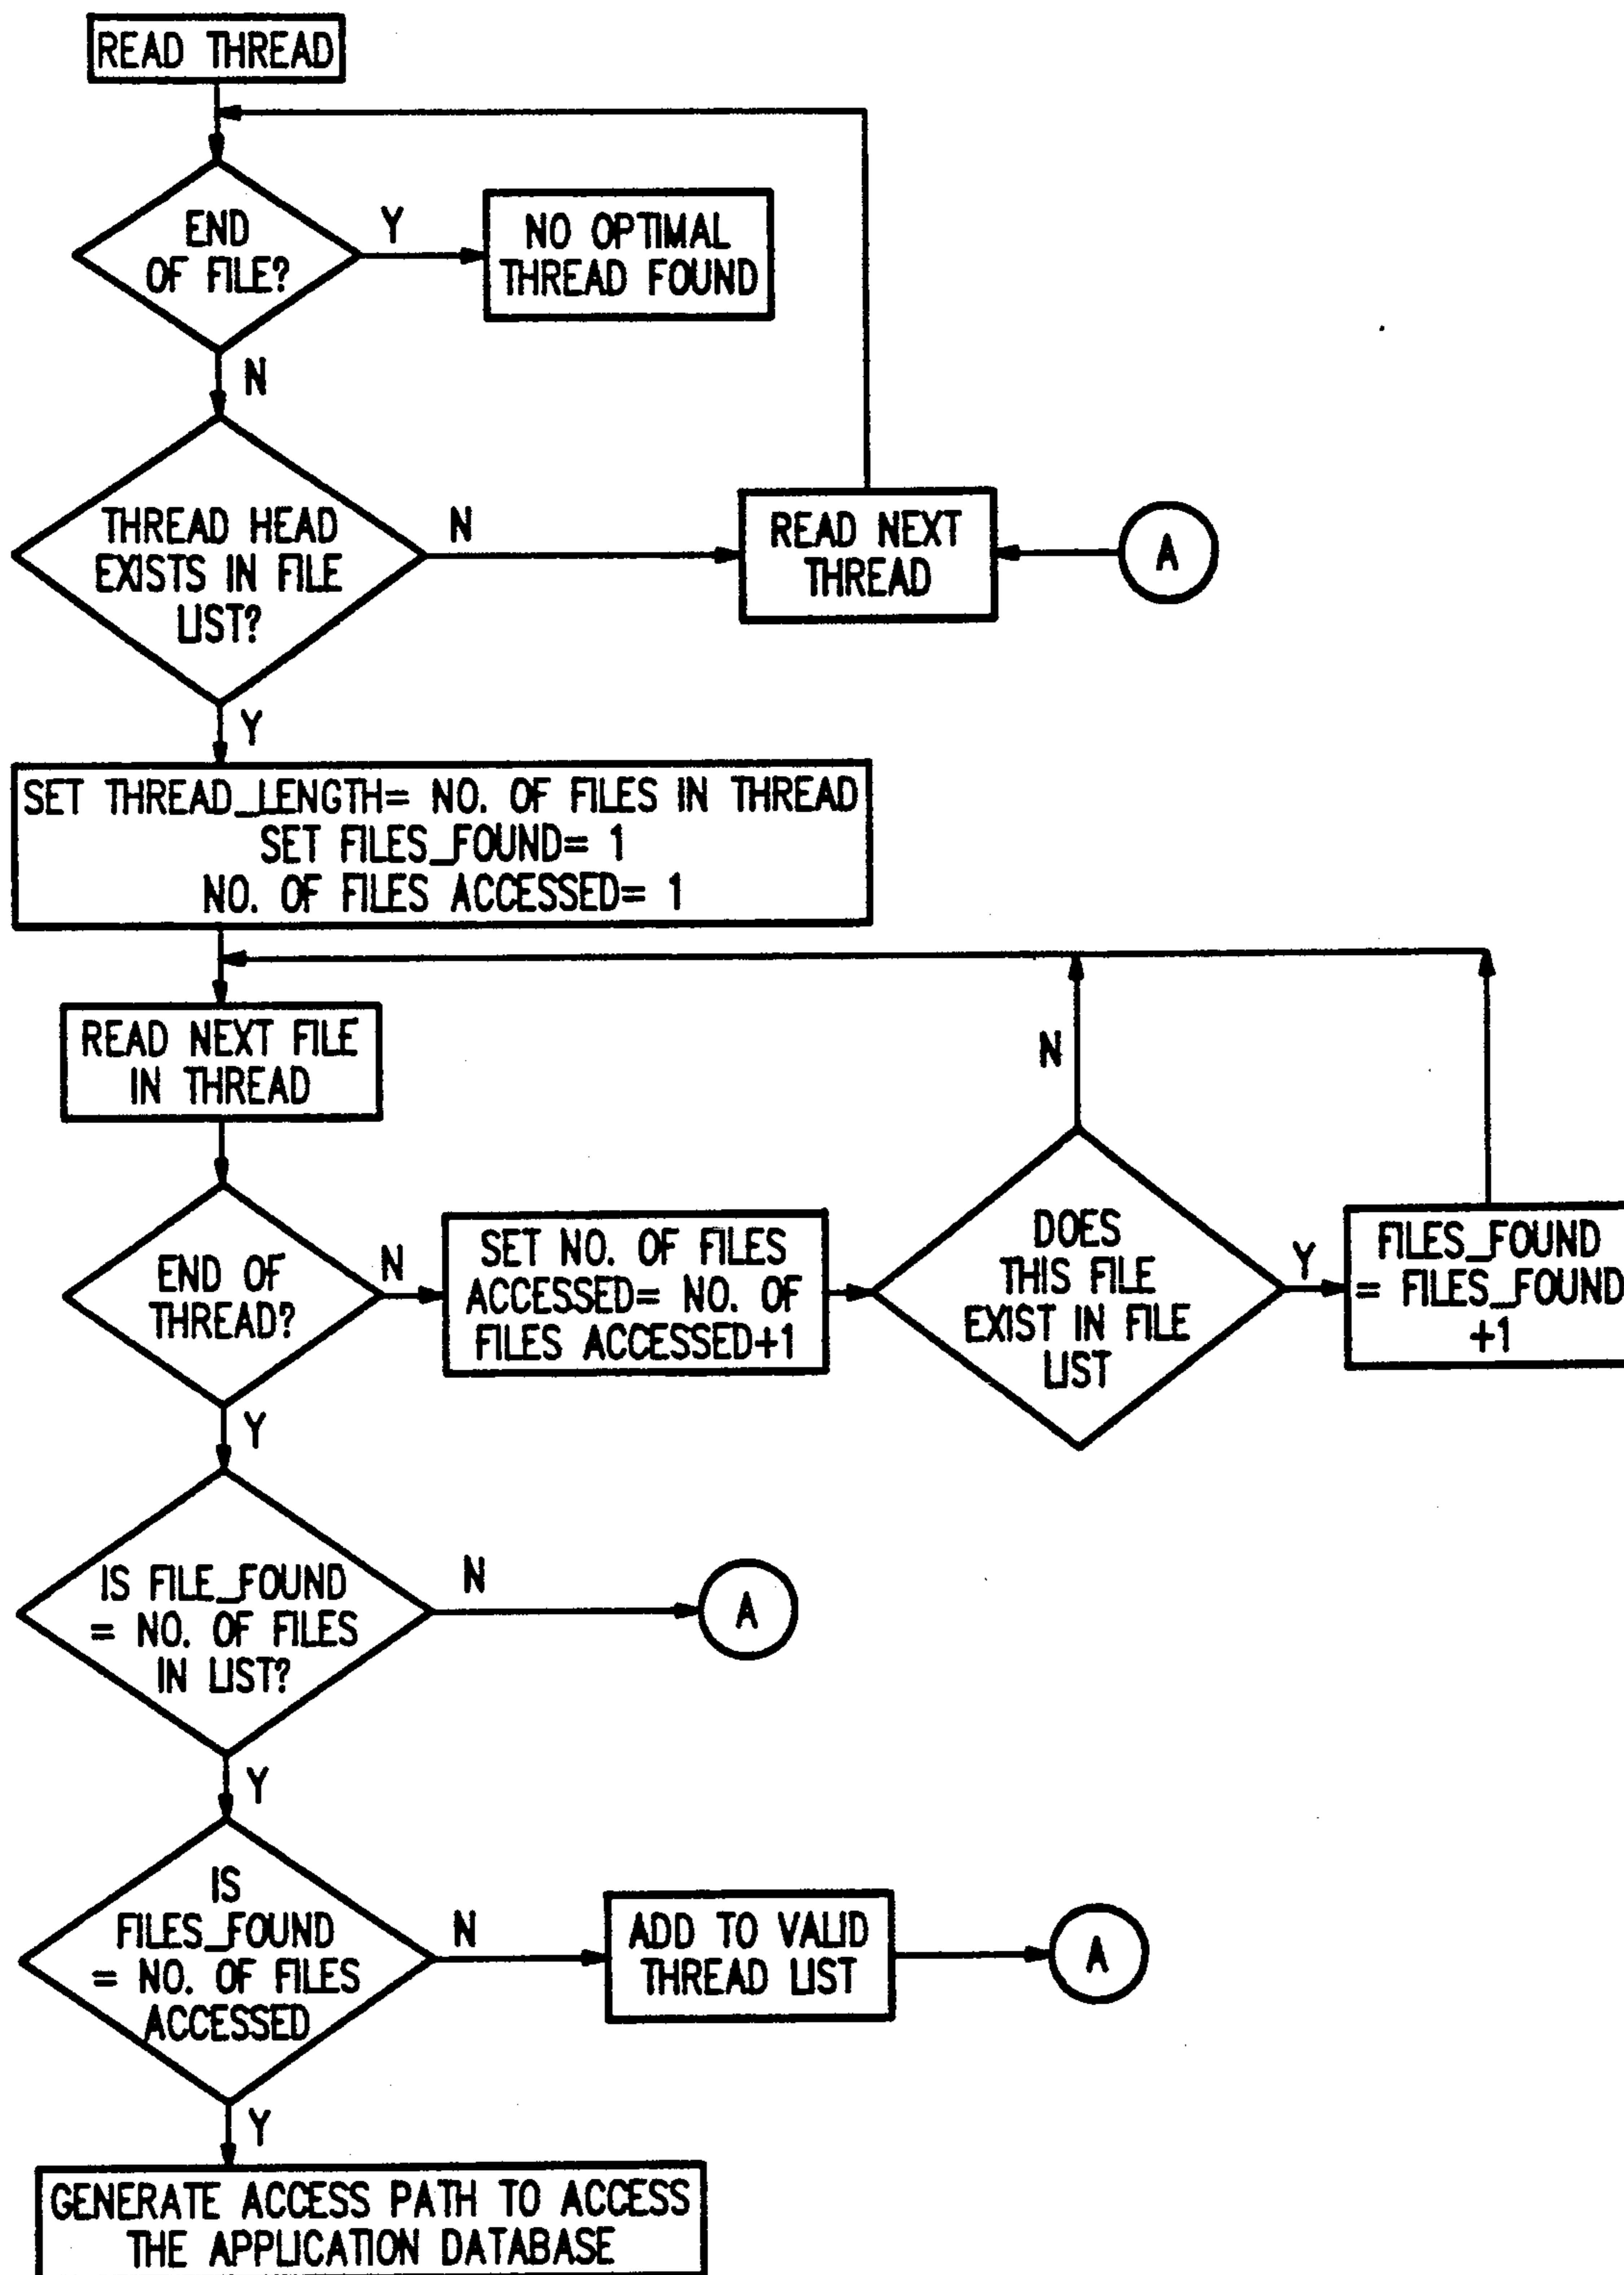 READ THREAD
END
OF FILE?
Y
NO OPTIMAL
THREAD FOUND
N
THREAD HEAD
EXISTS IN FILE
LIST?
N
READ NEXT
THREAD
A
Y
SET THREAD_LENGTH= NO. OF FILES IN THREAD
SET FILES_FOUND= 1
NO. OF FILES ACCESSED= 1
READ NEXT FILE
IN THREAD
END OF
THREAD?
N
SET NO. OF FILES
ACCESSED= NO. OF
FILES ACCESSED+1
DOES
THIS FILE
EXIST IN FILE
LIST
N
Y
FILES_FOUND
= FILES_FOUND
+1
Y
IS FILE_FOUND
= NO. OF FILES
IN LIST?
N
A
Y
IS
FILES_FOUND
= NO. OF FILES
ACCESSED
N
ADD TO VALID
THREAD LIST
A
Y
GENERATE ACCESS PATH TO ACCESS
THE APPLICATION DATABASE